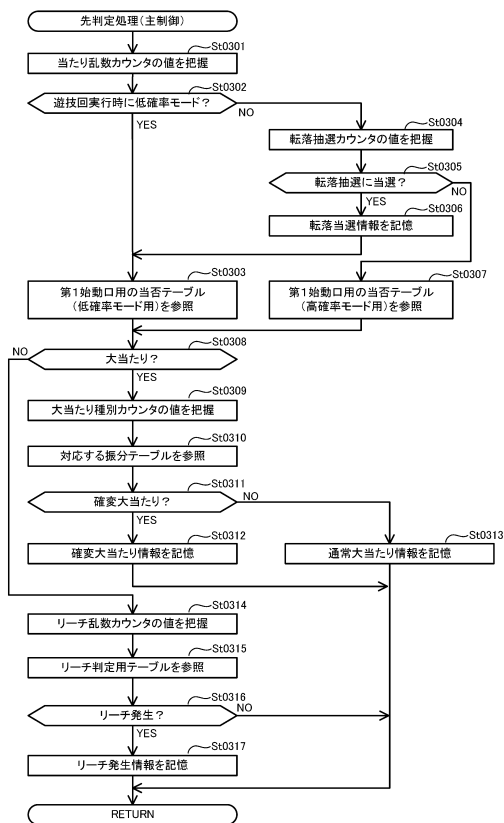 先判定処理(主制御)
St0301
当たり乱数カウンタの値を把握
St0302
遊技回実行時に低確率モード?
NO
YES
St0304
転落抽選カウンタの値を把握
St0305
転落抽選に当選?
NO
YES
St0306
転落当選情報を記憶
St0303
第1始動口用の当否テーブル
(低確率モード用)を参照
St0307
第1始動口用の当否テーブル
(高確率モード用)を参照
St0308
NO
大当たり?
YES
St0309
大当たり種別カウンタの値を把握
St0310
対応する振分テーブルを参照
St0311
確変大当たり?
NO
YES
St0312
確変大当たり情報を記憶
St0313
通常大当たり情報を記憶
St0314
リーチ乱数カウンタの値を把握
St0315
リーチ判定用テーブルを参照
St0316
リーチ発生?
NO
YES
St0317
リーチ発生情報を記憶
RETURN